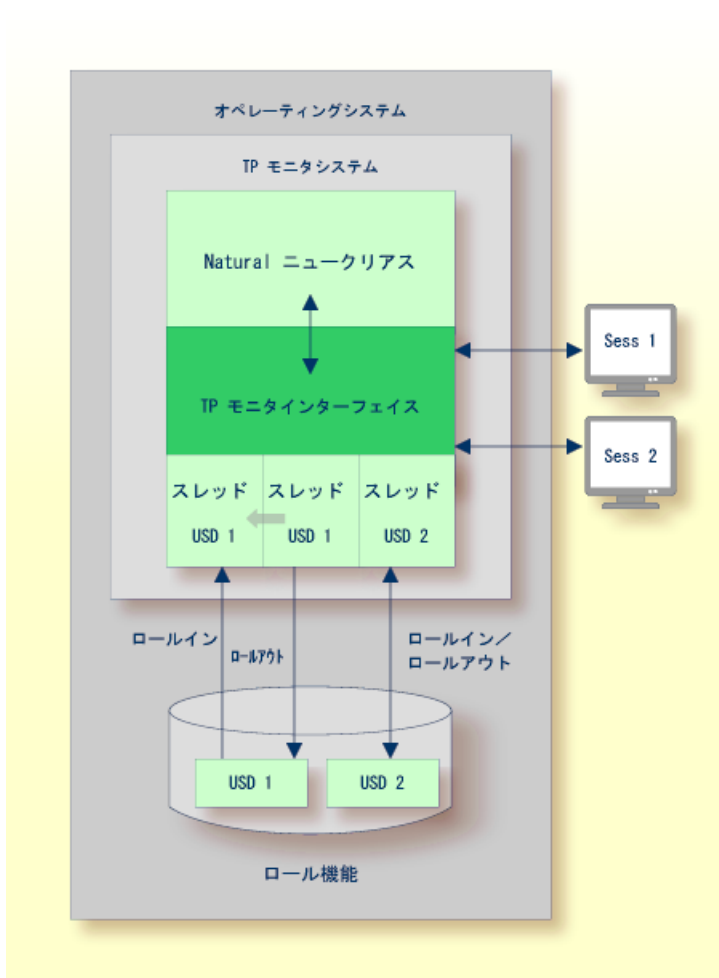 オペレーティングシステム
TP モニタシステム
Natural ニュークリアス
TP モニタインターフェイス
Sess 1
Sess 2
スレッド スレッド スレッド
USD 1 USD 1 USD 2
ロールイン
ロールアウト
ロールイン／
ロールアウト
USD 1 USD 2
ロール機能